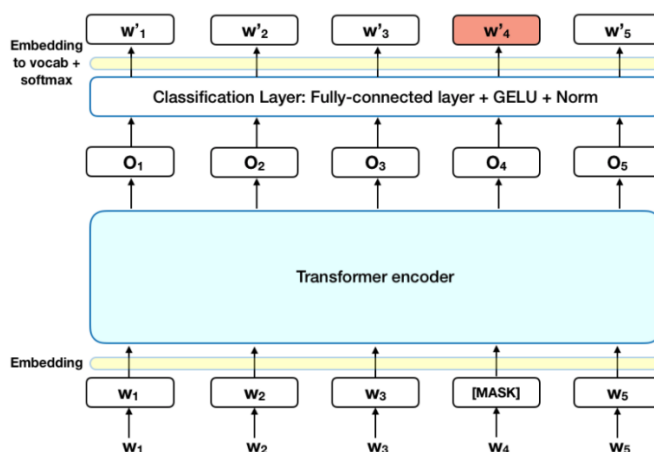 w'₁ w'₂ w'₃ w'₄ w'₅
Embedding
to vocab +
softmax
Classification Layer: Fully-connected layer + GELU + Norm
O₁ O₂ O₃ O₄ O₅
Transformer encoder
Embedding
w₁ w₂ w₃ [MASK] w₅
w₁ w₂ w₃ w₄ w₅